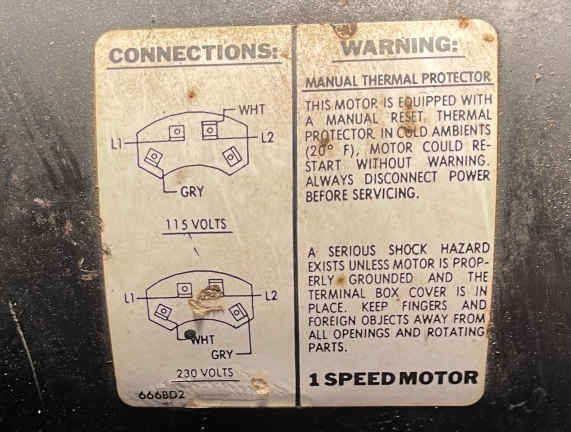 CONNECTIONS:
WHT
L1
L2
GRY
115 VOLTS
L1
L2
WHT
GRY
230 VOLTS
666BD2
WARNING:
MANUAL THERMAL PROTECTOR
THIS MOTOR IS EQUIPPED WITH
A MANUAL RESET THERMAL
PROTECTOR. IN COLD AMBIENTS
(20° F), MOTOR COULD RE-
START WITHOUT WARNING.
ALWAYS DISCONNECT POWER
BEFORE SERVICING.
A SERIOUS SHOCK HAZARD
EXISTS UNLESS MOTOR IS PROP-
ERLY GROUNDED AND THE
TERMINAL BOX COVER IS IN
PLACE. KEEP FINGERS AND
FOREIGN OBJECTS AWAY FROM
ALL OPENINGS AND ROTATING
PARTS.
1 SPEED MOTOR